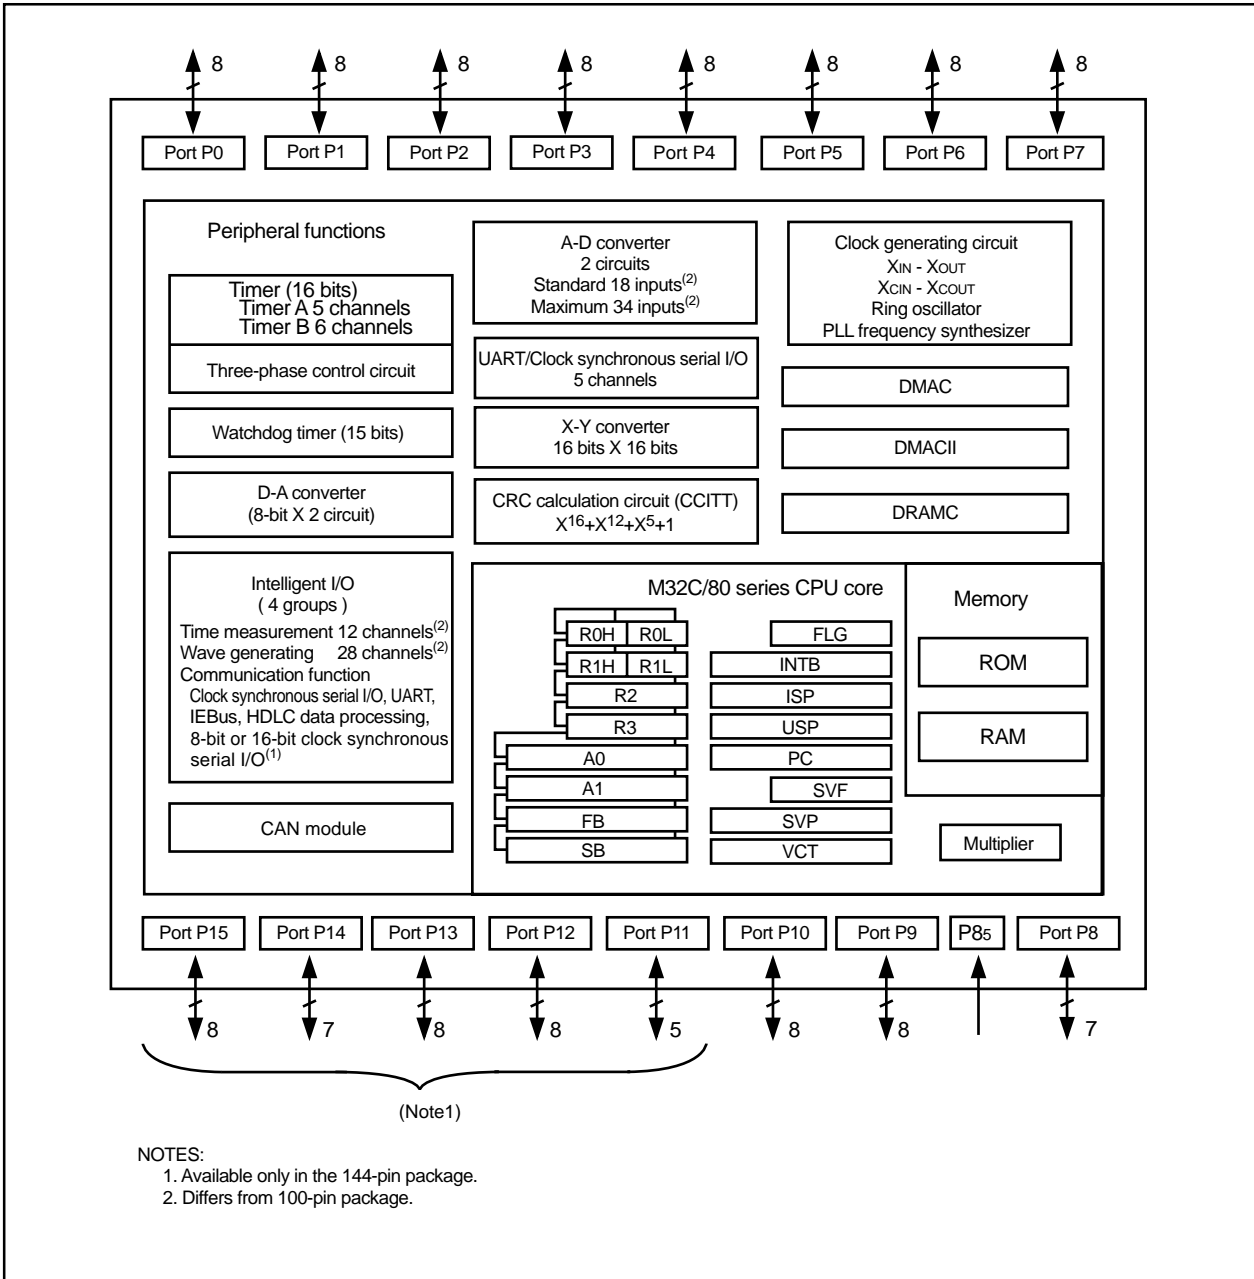 8 8 8 8 8 8 8 8
Port P0 Port P1 Port P2 Port P3 Port P4 Port P5 Port P6 Port P7
Peripheral functions
Timer (16 bits)
Timer A 5 channels
Timer B 6 channels
Three-phase control circuit
Watchdog timer (15 bits)
D-A converter
(8-bit X 2 circuit)
Intelligent I/O
( 4 groups )
Time measurement 12 channels(2)
Wave generating 28 channels(2)
Communication function
Clock synchronous serial I/O, UART,
IEBus, HDLC data processing,
8-bit or 16-bit clock synchronous
serial I/O(1)
CAN module
A-D converter
2 circuits
Standard 18 inputs(2)
Maximum 34 inputs(2)
UART/Clock synchronous serial I/O
5 channels
X-Y converter
16 bits X 16 bits
CRC calculation circuit (CCITT)
X16+X12+X5+1
Clock generating circuit
XIN - XOUT
XCIN - XCOUT
Ring oscillator
PLL frequency synthesizer
DMAC
DMACII
DRAMC
M32C/80 series CPU core
R0H R0L
R1H R1L
R2
R3
A0
A1
FB
SB
FLG
INTB
ISP
USP
PC
SVF
SVP
VCT
Memory
ROM
RAM
Multiplier
Port P15 Port P14 Port P13 Port P12 Port P11 Port P10 Port P9 P85 Port P8
8 7 8 8 5 8 8 7
(Note1)
NOTES:
1. Available only in the 144-pin package.
2. Differs from 100-pin package.